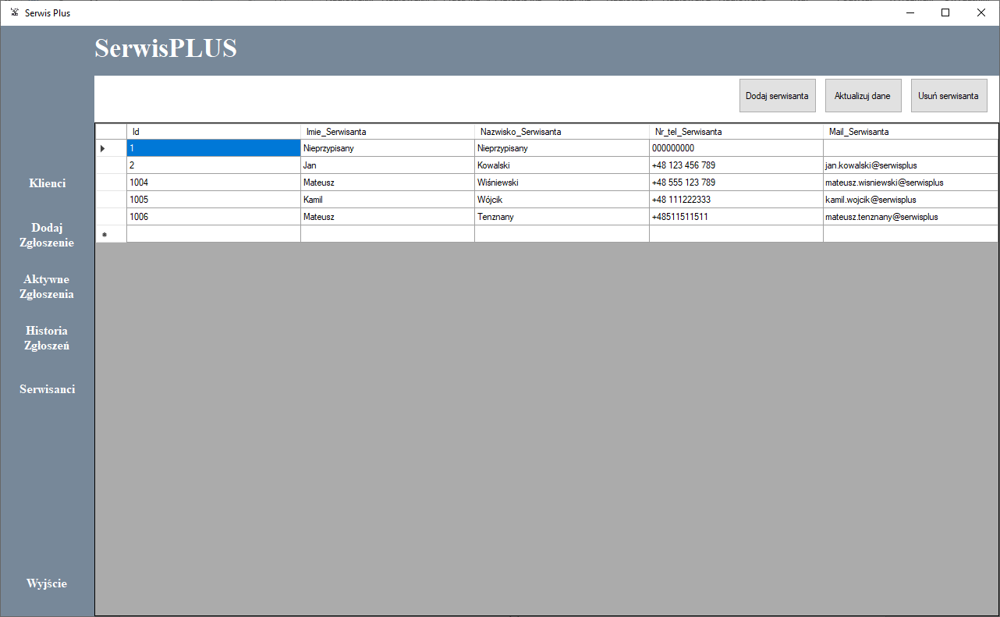 Serwis Plus
SerwisPLUS
Dodaj serwisanta Aktualizuj dane Usuń serwisanta
Id Imie_Serwisanta Nazwisko_Serwisanta Nr_tel_Serwisanta Mail_Serwisanta
1 Nieprzypisany Nieprzypisany 000000000
2 Jan Kowalski +48 123 456 789 jan.kowalski@serwisplus
1004 Mateusz Wiśniewski +48 555 123 789 mateusz.wisniewski@serwisplus
1005 Kamil Wójcik +48 111222333 kamil.wojcik@serwisplus
1006 Mateusz Tenznany +48511511511 mateusz.tenznany@serwisplus
Klienci
Dodaj
Zgłoszenie
Aktywne
Zgłoszenia
Historia
Zgłoszeń
Serwisanci
Wyjście